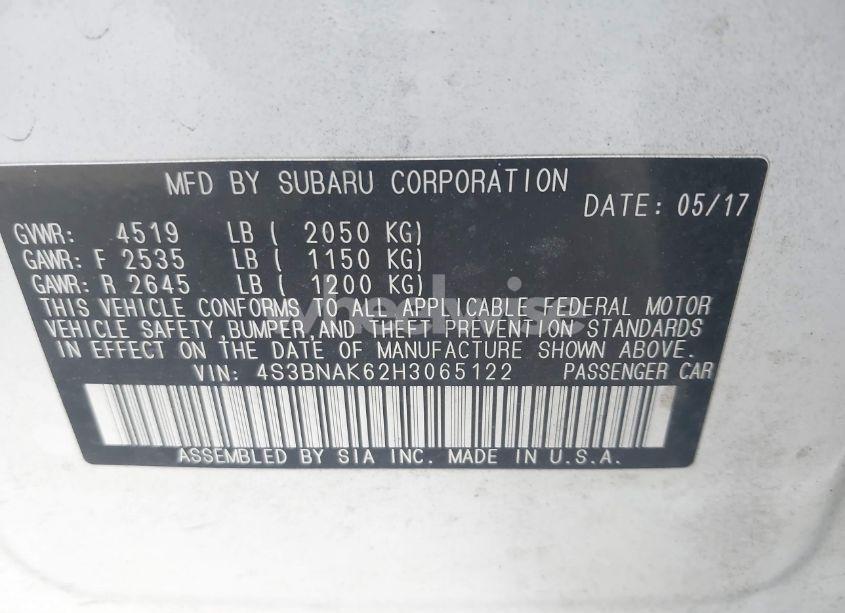 MFD BY SUBARU CORPORATION
DATE: 05/17
GVWR: 4519 LB ( 2050 KG)
GAWR: F 2535 LB ( 1150 KG)
GAWR: R 2645 LB ( 1200 KG)
THIS VEHICLE CONFORMS TO ALL APPLICABLE FEDERAL MOTOR
VEHICLE SAFETY,BUMPER,AND THEFT PREVENTION STANDARDS
IN EFFECT ON THE DATE OF MANUFACTURE SHOWN ABOVE.
VIN: 4S3BNAK62H3065122 PASSENGER CAR
ASSEMBLED BY SIA INC. MADE IN U.S.A.